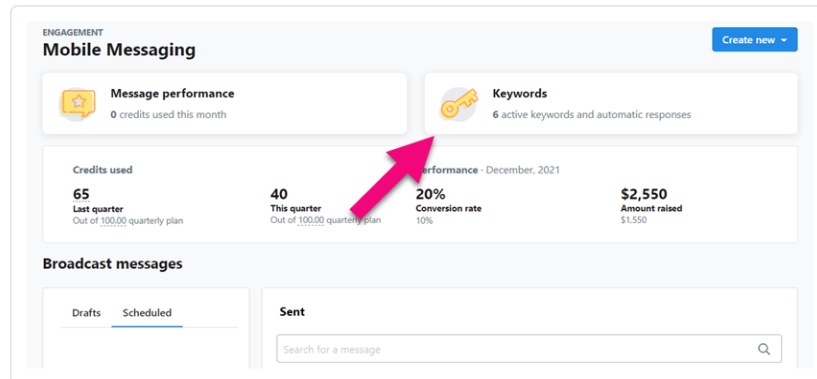 ENGAGEMENT
Mobile Messaging
Create new
Message performance
0 credits used this month
Keywords
6 active keywords and automatic responses
Credits used
65
Last quarter
Out of 100.00 quarterly plan
40
This quarter
Out of 100.00 quarterly plan
erformance · December, 2021
20%
Conversion rate
10%
$2,550
Amount raised
$1,550
Broadcast messages
Drafts Scheduled
Sent
Search for a message